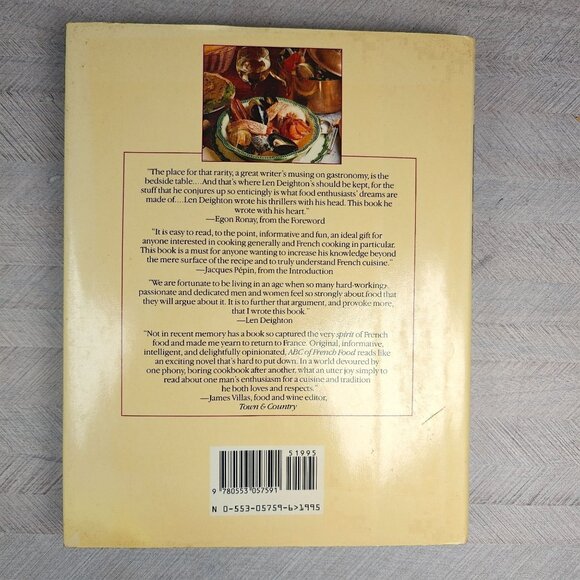 "The place for that rarity, a great writer's musing on gastronomy, is the
bedside table....And that's where Len Deighton's should be kept, for the
stuff that he conjures up so enticingly is what food enthusiasts' dreams are
made of....Len Deighton wrote his thrillers with his head. This book he
wrote with his heart."
—Egon Ronay, from the Foreword
"It is easy to read, to the point, informative and fun, an ideal gift for
anyone interested in cooking generally and French cooking in particular.
This book is a must for anyone wanting to increase his knowledge beyond
the mere surface of the recipe and to truly understand French cuisine."
—Jacques Pépin, from the Introduction
"We are fortunate to be living in an age when so many hard-working,
passionate and dedicated men and women feel so strongly about food that
they will argue about it. It is to further that argument, and provoke more,
that I wrote this book."
—Len Deighton
"Not in recent memory has a book so captured the very spirit of French
food and made me yearn to return to France. Original, informative,
intelligent, and delightfully opinionated, ABC of French Food reads like
an exciting novel that's hard to put down. In a world devoured by
one phony, boring cookbook after another, what an utter joy simply to
read about one man's enthusiasm for a cuisine and tradition
he both loves and respects."
—James Villas, food and wine editor,
Town & Country
51995
9 780553 057591
N 0-553-05759-6>1995